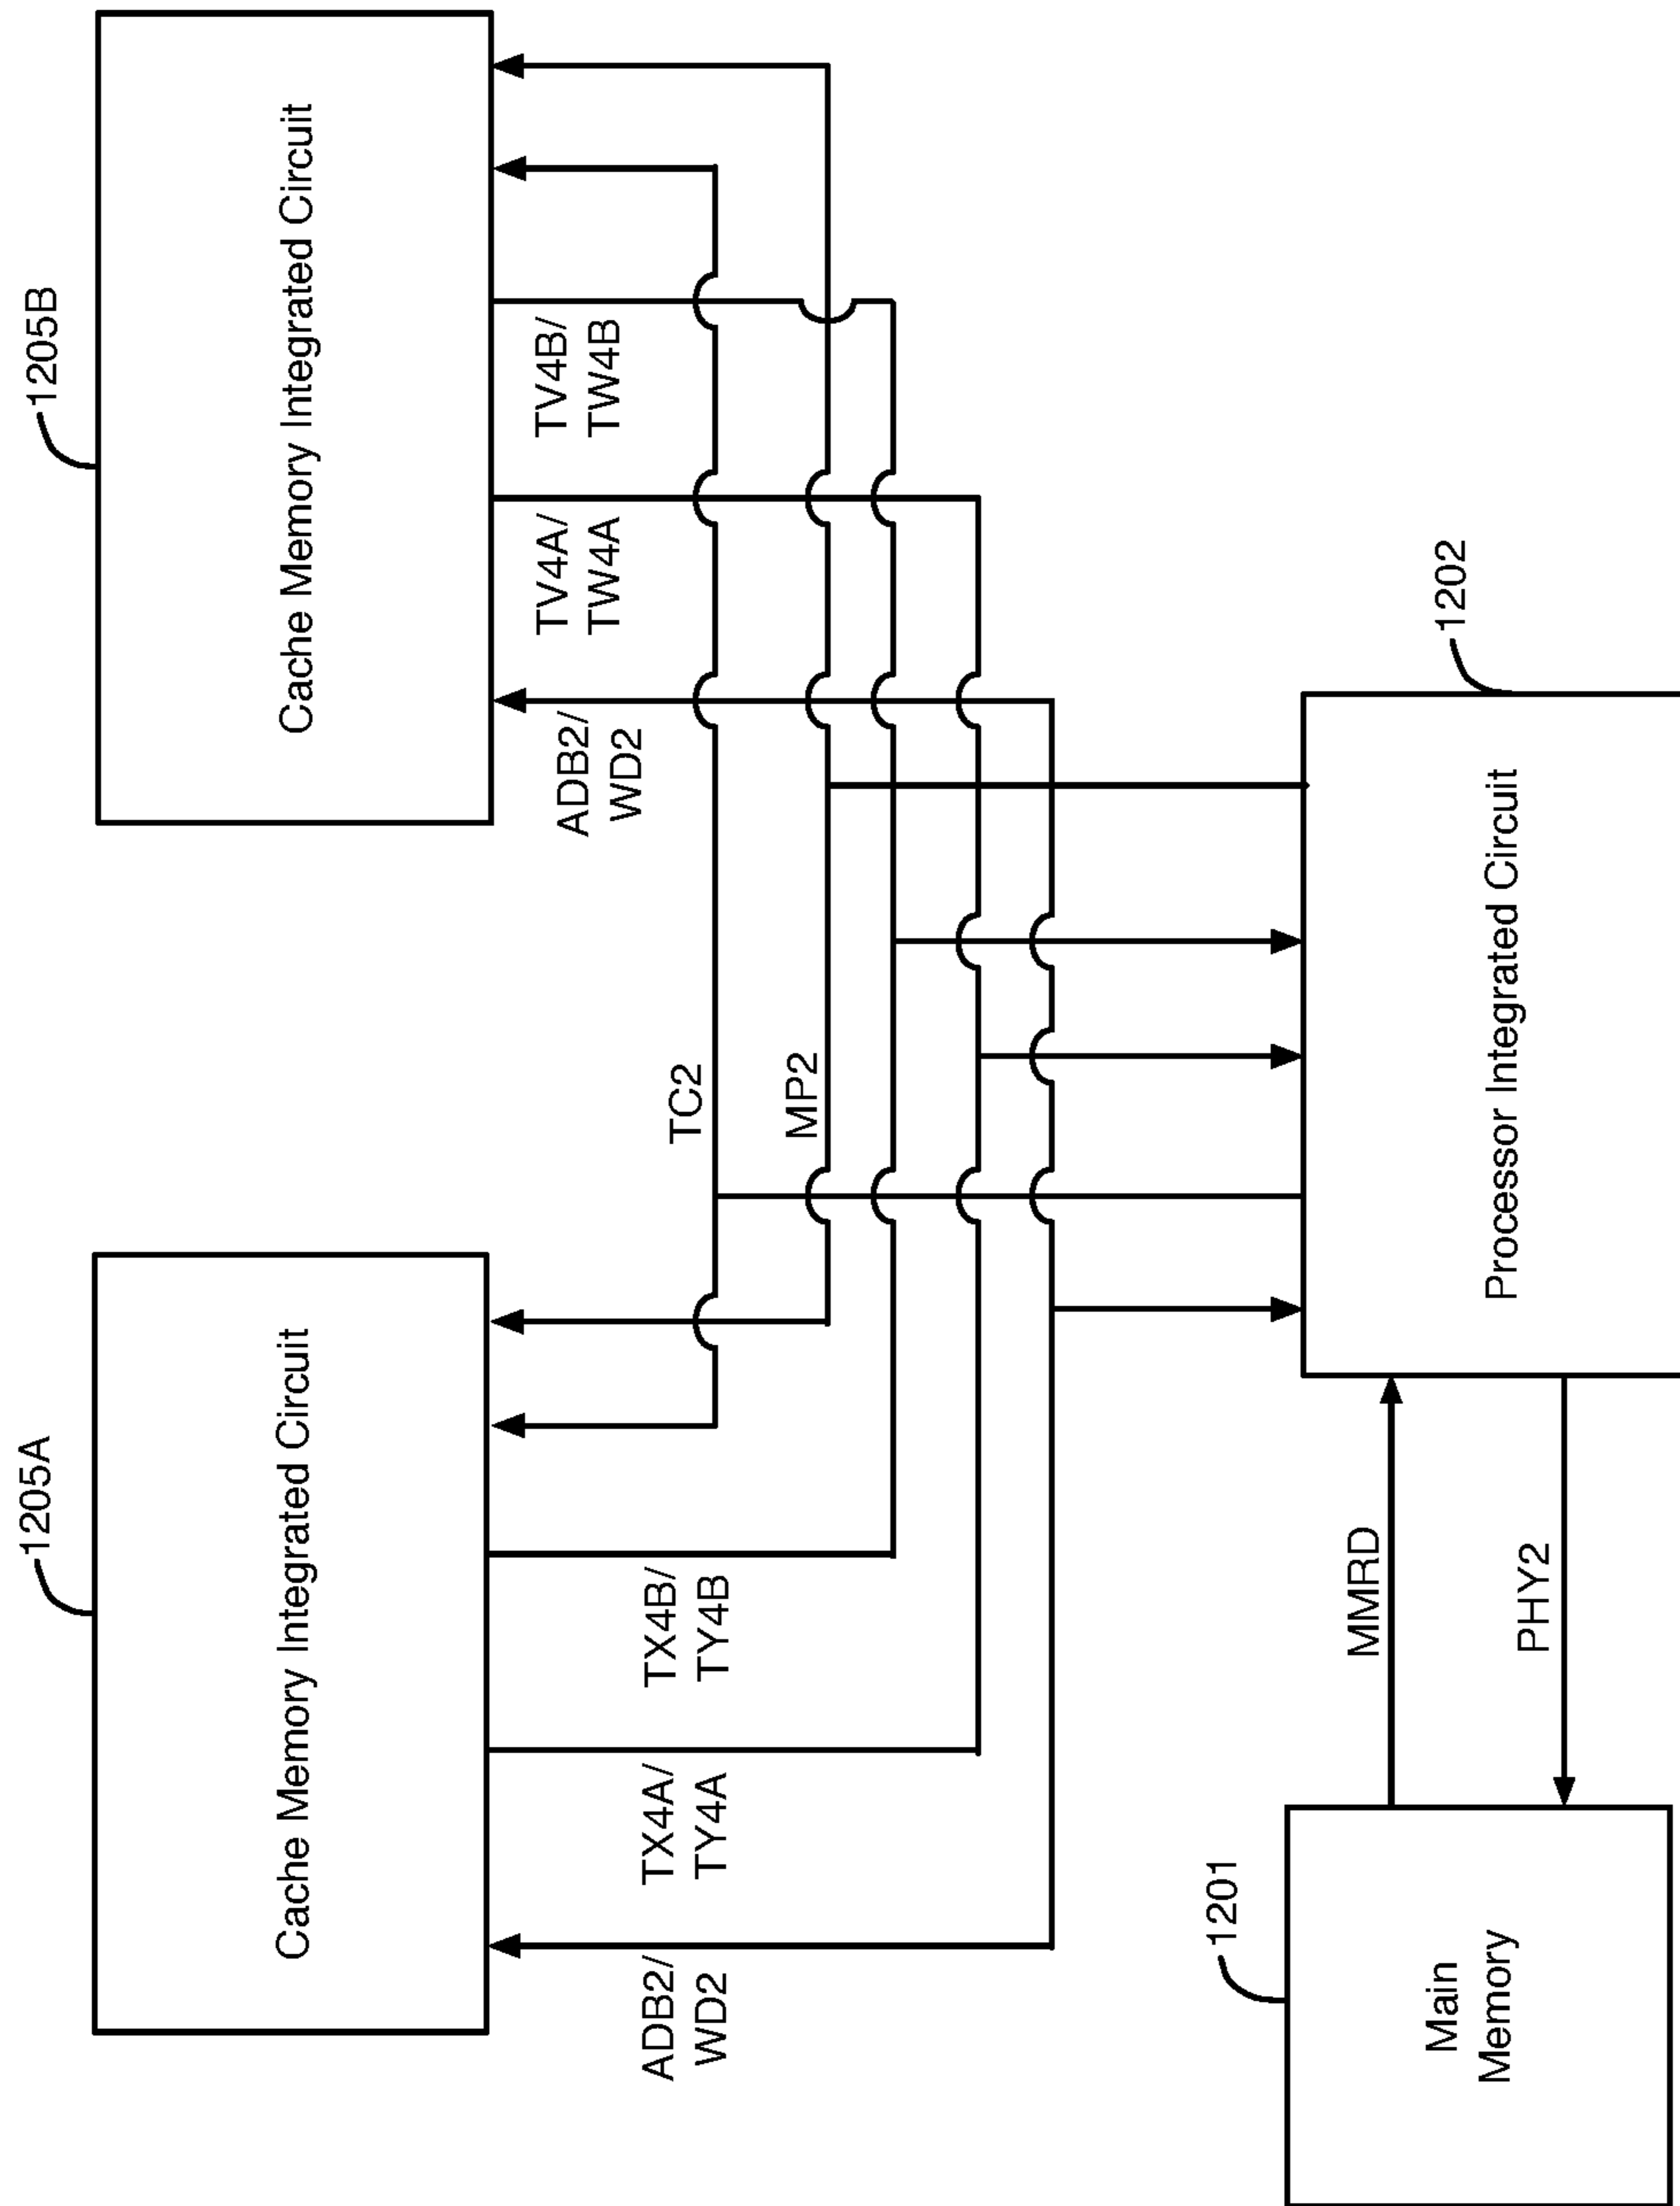 1205A
Cache Memory Integrated Circuit
1205B
Cache Memory Integrated Circuit
ADB2/
WD2
TX4A/
TY4A
TX4B/
TY4B
TC2
MP2
ADB2/
WD2
TV4A/
TW4A
TV4B/
TW4B
1201
Main
Memory
MMRD
PHY2
1202
Processor Integrated Circuit